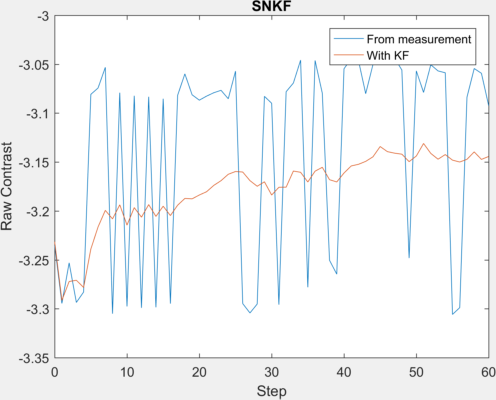 SNKF
-3
-3.05
-3.1
-3.15
-3.2
-3.25
-3.3
-3.35
Raw Contrast
From measurement
With KF
0 10 20 30 40 50 60
Step